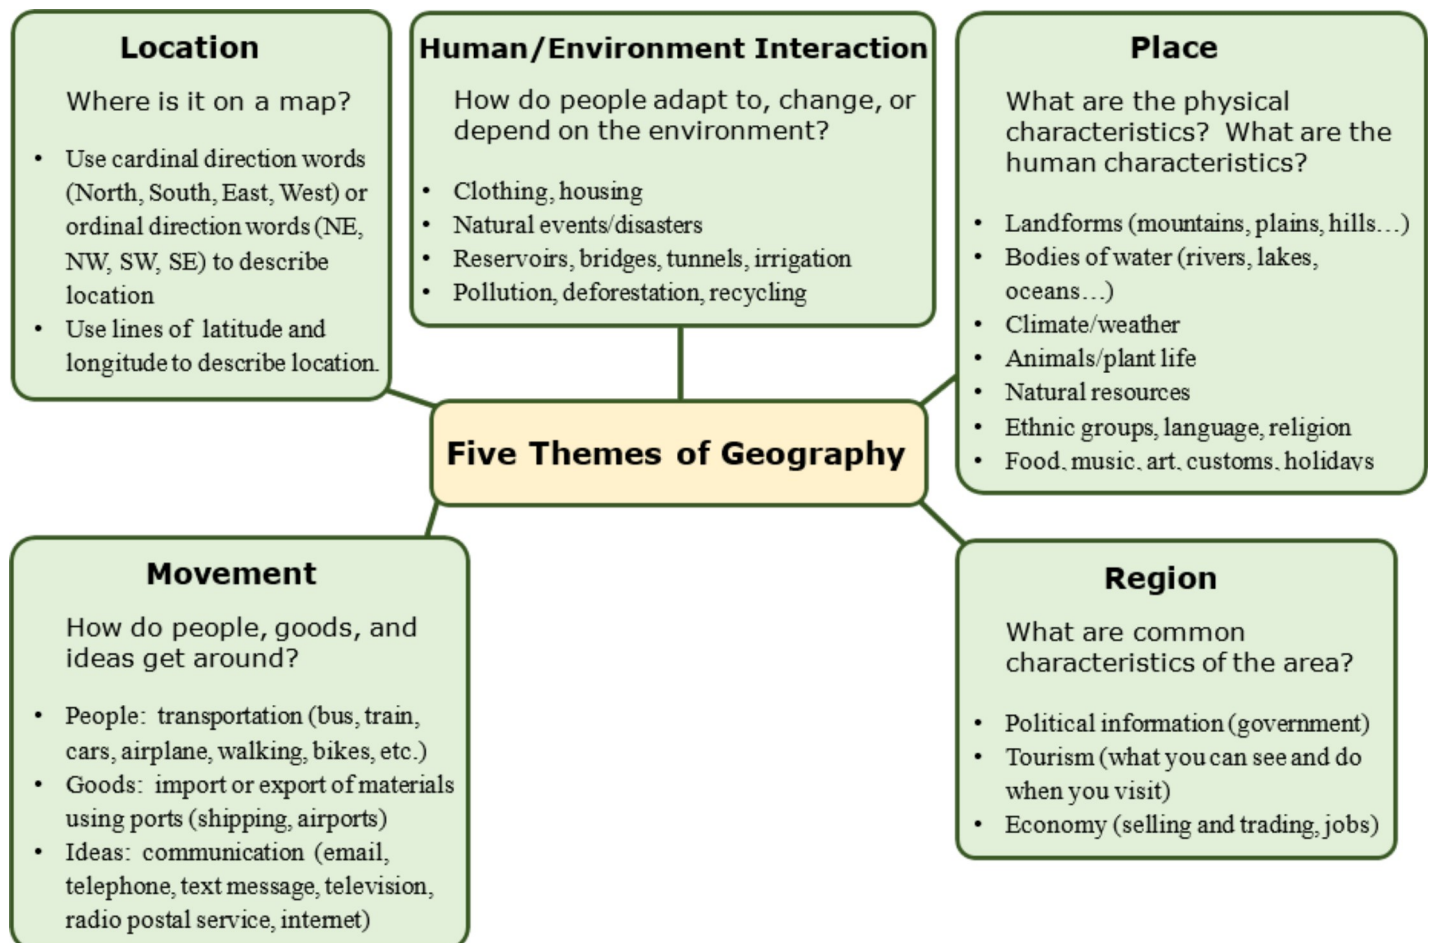 Location
Where is it on a map?
• Use cardinal direction words
(North, South, East, West) or
ordinal direction words (NE,
NW, SW, SE) to describe
location
• Use lines of latitude and
longitude to describe location.
Human/Environment Interaction
How do people adapt to, change, or
depend on the environment?
• Clothing, housing
• Natural events/disasters
• Reservoirs, bridges, tunnels, irrigation
• Pollution, deforestation, recycling
Place
What are the physical
characteristics? What are the
human characteristics?
• Landforms (mountains, plains, hills…)
• Bodies of water (rivers, lakes,
oceans…)
• Climate/weather
• Animals/plant life
• Natural resources
• Ethnic groups, language, religion
• Food, music, art, customs, holidays
Five Themes of Geography
Movement
How do people, goods, and
ideas get around?
• People: transportation (bus, train,
cars, airplane, walking, bikes, etc.)
• Goods: import or export of materials
using ports (shipping, airports)
• Ideas: communication (email,
telephone, text message, television,
radio postal service, internet)
Region
What are common
characteristics of the area?
• Political information (government)
• Tourism (what you can see and do
when you visit)
• Economy (selling and trading, jobs)